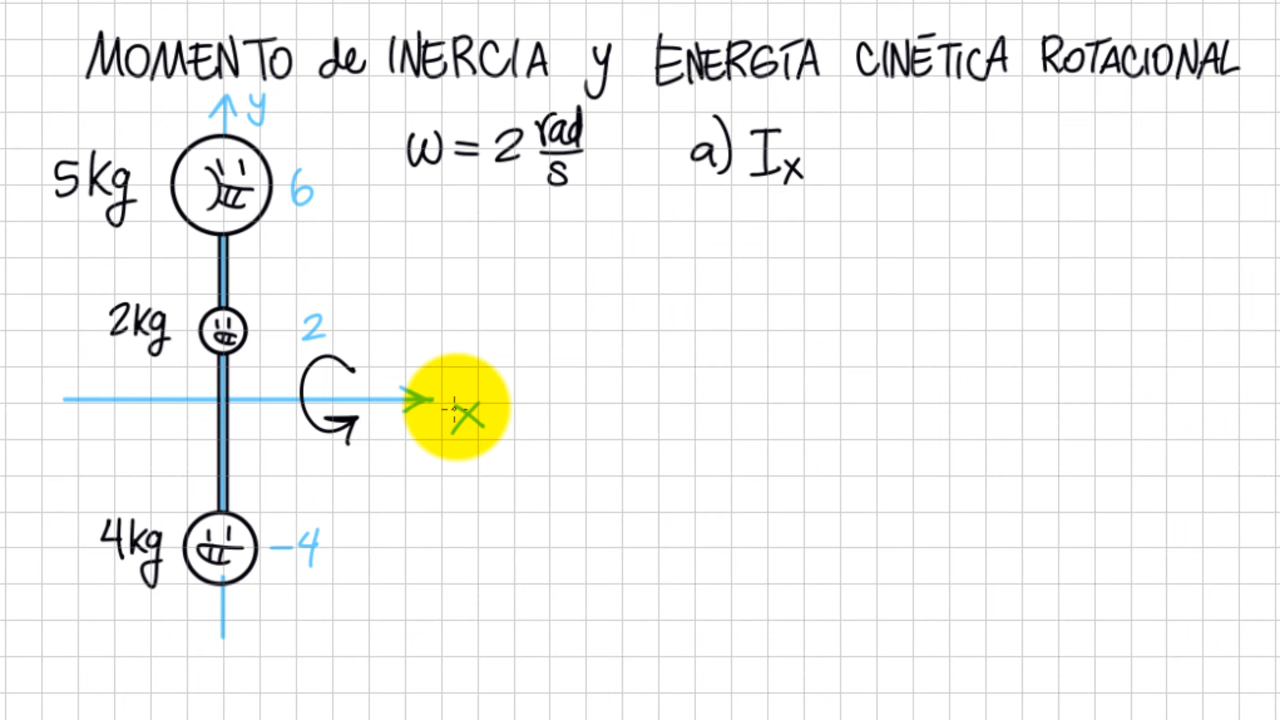 MOMENTO de INERCIA y ENERGÍA CINÉTICA ROTACIONAL
y
ω = 2 rad/s
a) Ix
5kg
6
2kg
2
x
4kg
-4